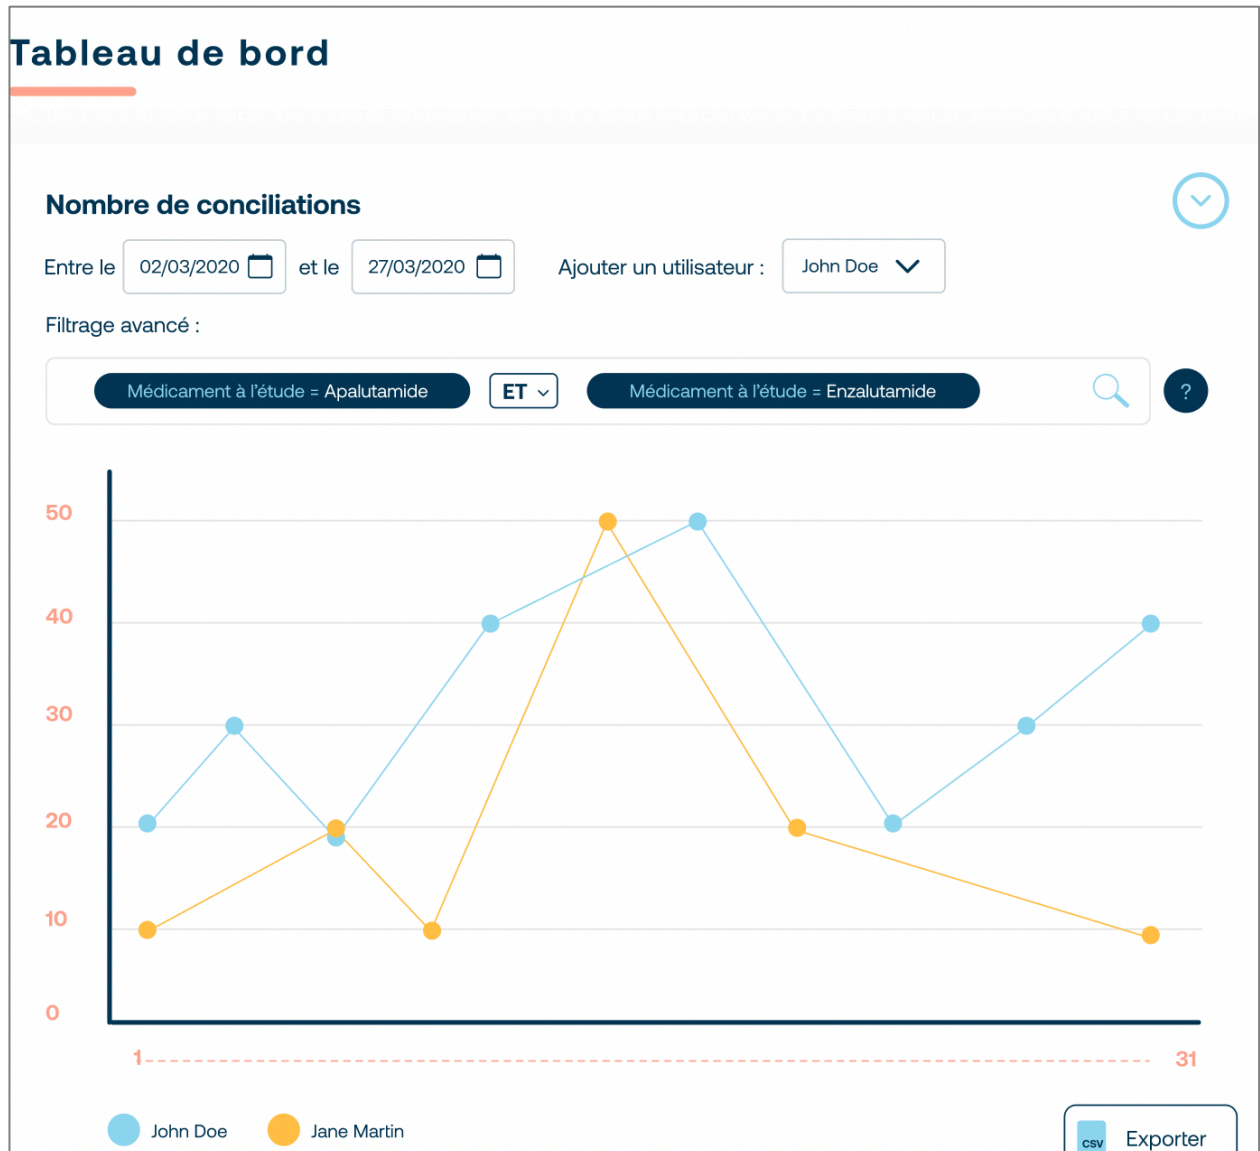 Tableau de bord
Nombre de conciliations
Entre le 02/03/2020 et le 27/03/2020 Ajouter un utilisateur : John Doe
Filtrage avancé :
Médicament à l'étude = Apalutamide ET Médicament à l'étude = Enzalutamide ?
50
40
30
20
10
0
1 31
John Doe Jane Martin
CSV Exporter